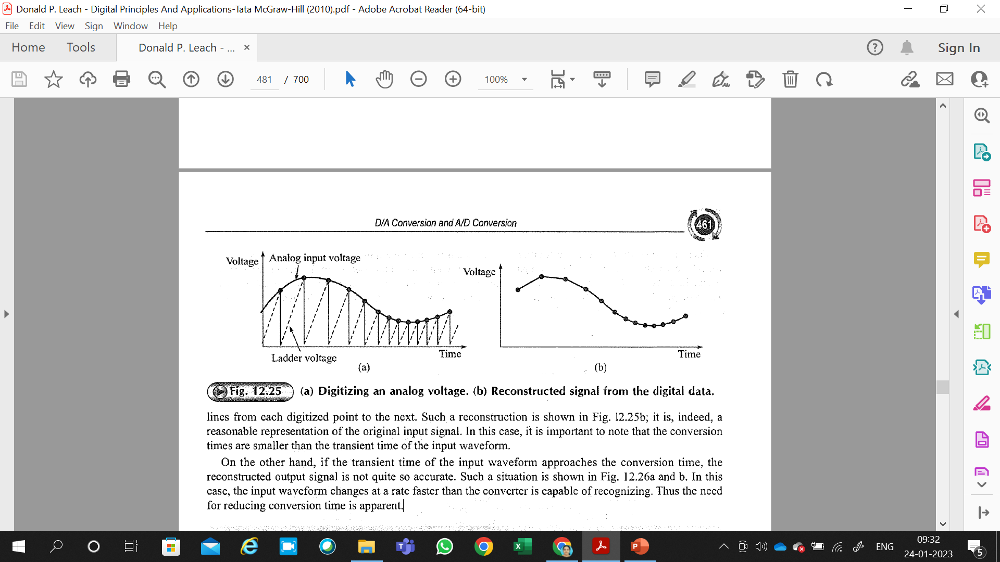 Donald P. Leach - Digital Principles And Applications-Tata McGraw-Hill (2010).pdf - Adobe Acrobat Reader (64-bit)
File Edit View Sign Window Help
Home Tools Donald P. Leach - ... × Sign In
481 / 700 100%
D/A Conversion and A/D Conversion
461
Voltage Analog input voltage
Voltage
Ladder voltage
Time
Time
(a)
(b)
Fig. 12.25 (a) Digitizing an analog voltage. (b) Reconstructed signal from the digital data.
lines from each digitized point to the next. Such a reconstruction is shown in Fig. l2.25b; it is, indeed, a
reasonable representation of the original input signal. In this case, it is important to note that the conversion
times are smaller than the transient time of the input waveform.
On the other hand, if the transient time of the input waveform approaches the conversion time, the
reconstructed output signal is not quite so accurate. Such a situation is shown in Fig. 12.26a and b. In this
case, the input waveform changes at a rate faster than the converter is capable of recognizing. Thus the need
for reducing conversion time is apparent.
ENG
09:32
24-01-2023
5